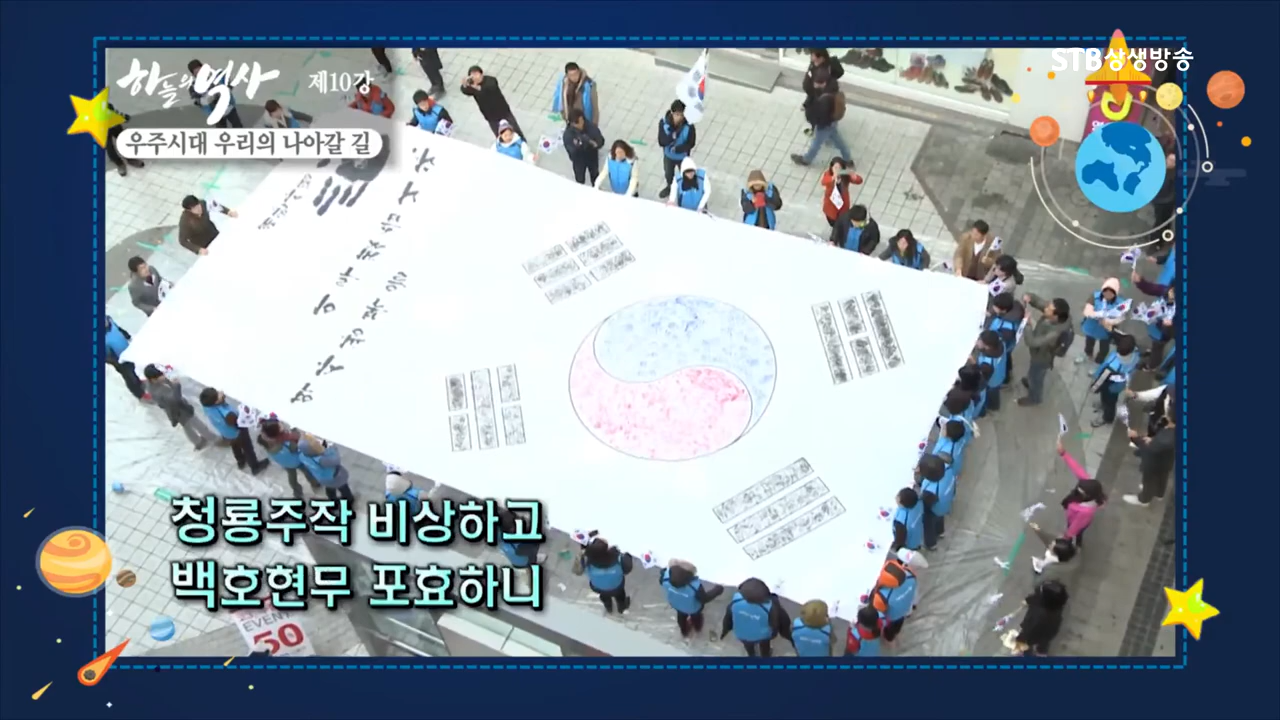 하늘의 역사 제10강
우주시대 우리의 나아갈 길
STB상생방송
청룡주작 비상하고
백호현무 포효하니
EVENT
50